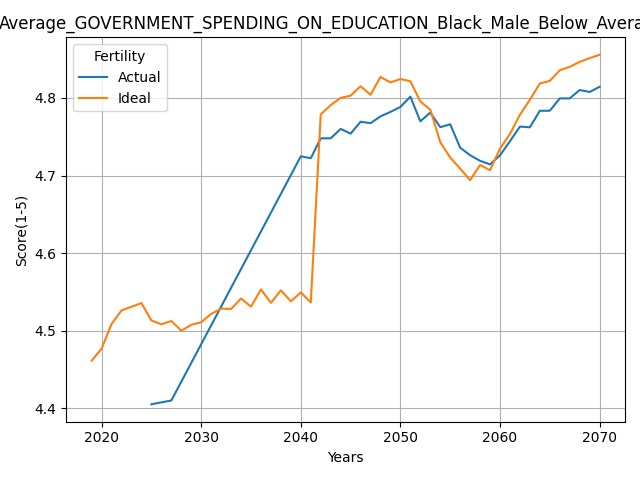 Average_GOVERNMENT_SPENDING_ON_EDUCATION_Black_Male_Below_Avera
Fertility
Actual
Ideal
Score(1-5)
4.8
4.7
4.6
4.5
4.4
2020 2030 2040 2050 2060 2070
Years